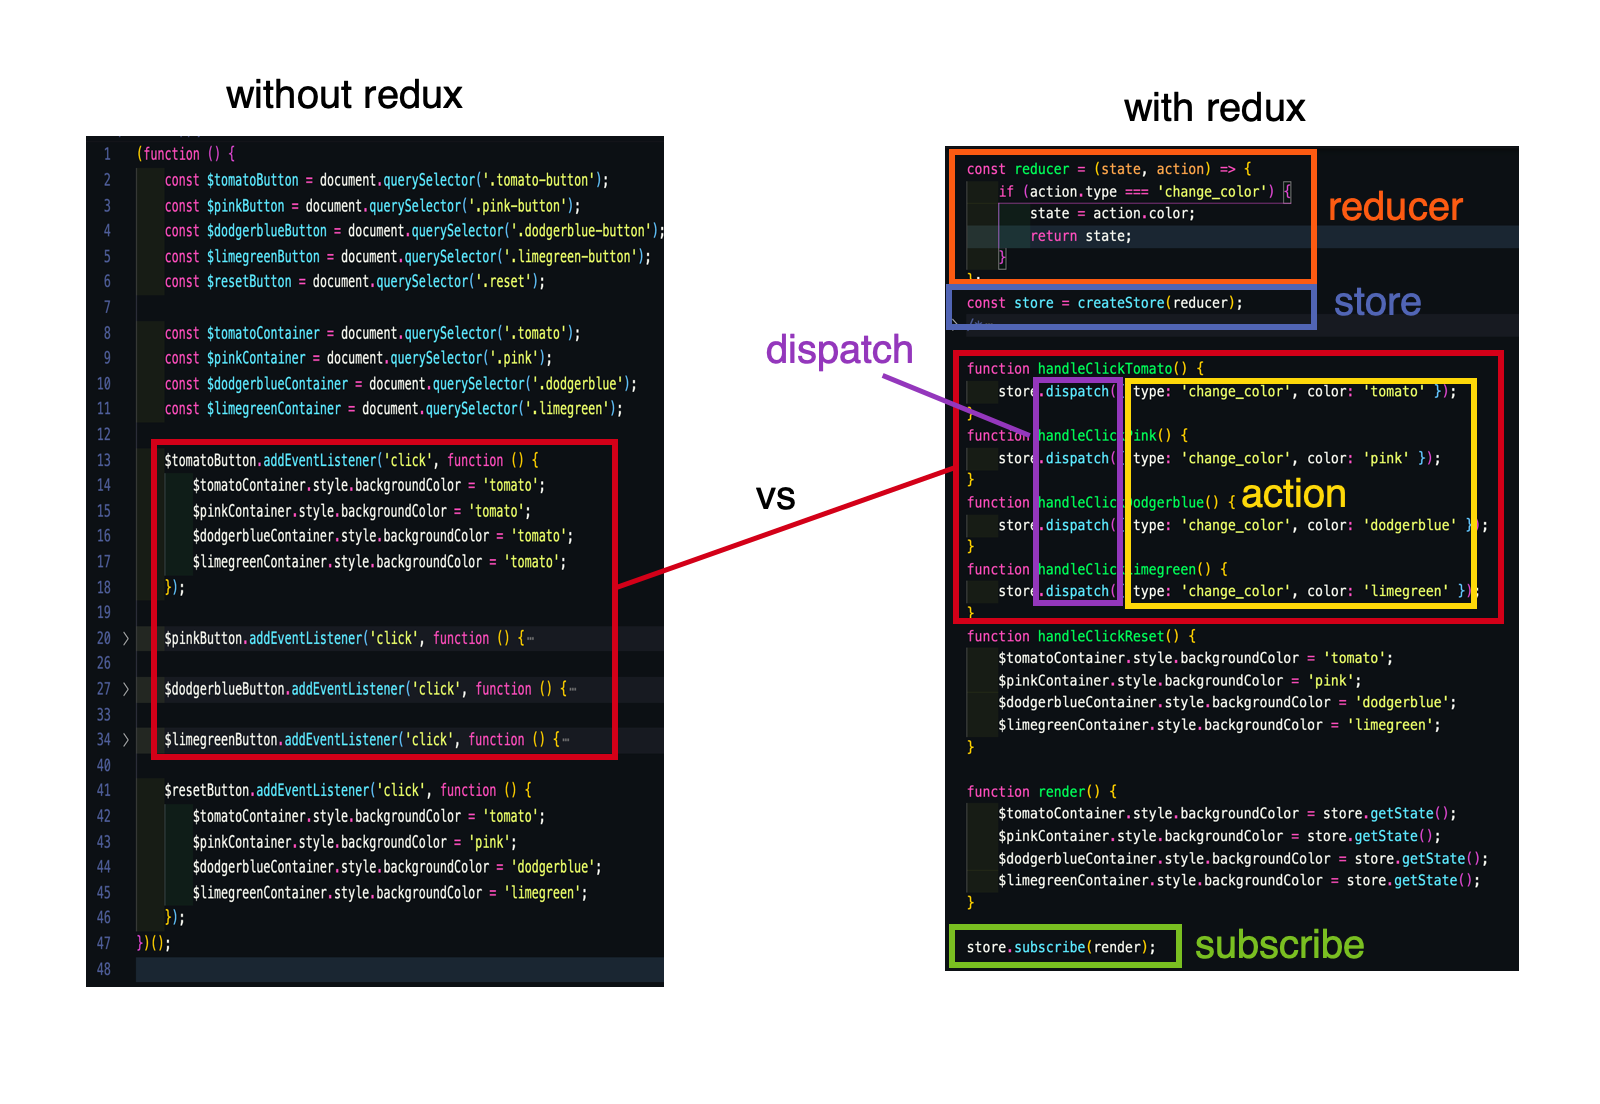 without redux
1 (function () {
2 const $tomatoButton = document.querySelector('.tomato-button');
3 const $pinkButton = document.querySelector('.pink-button');
4 const $dodgerblueButton = document.querySelector('.dodgerblue-button');
5 const $limegreenButton = document.querySelector('.limegreen-button');
6 const $resetButton = document.querySelector('.reset');
7
8 const $tomatoContainer = document.querySelector('.tomato');
9 const $pinkContainer = document.querySelector('.pink');
10 const $dodgerblueContainer = document.querySelector('.dodgerblue');
11 const $limegreenContainer = document.querySelector('.limegreen');
12
13 $tomatoButton.addEventListener('click', function () {
14 $tomatoContainer.style.backgroundColor = 'tomato';
15 $pinkContainer.style.backgroundColor = 'tomato';
16 $dodgerblueContainer.style.backgroundColor = 'tomato';
17 $limegreenContainer.style.backgroundColor = 'tomato';
18 });
19
20 $pinkButton.addEventListener('click', function () {⋯
26
27 $dodgerblueButton.addEventListener('click', function () {⋯
33
34 $limegreenButton.addEventListener('click', function () {⋯
40
41 $resetButton.addEventListener('click', function () {
42 $tomatoContainer.style.backgroundColor = 'tomato';
43 $pinkContainer.style.backgroundColor = 'pink';
44 $dodgerblueContainer.style.backgroundColor = 'dodgerblue';
45 $limegreenContainer.style.backgroundColor = 'limegreen';
46 });
47 })();
48
vs
with redux
const reducer = (state, action) => {
if (action.type === 'change_color') {
state = action.color;
return state;
}
};
reducer
const store = createStore(reducer);
store
dispatch
function handleClickTomato() {
store.dispatch({ type: 'change_color', color: 'tomato' });
}
function handleClickPink() {
store.dispatch({ type: 'change_color', color: 'pink' });
}
action
function handleClickDodgerblue() {
store.dispatch({ type: 'change_color', color: 'dodgerblue' });
}
function handleClickLimegreen() {
store.dispatch({ type: 'change_color', color: 'limegreen' });
}
function handleClickReset() {
$tomatoContainer.style.backgroundColor = 'tomato';
$pinkContainer.style.backgroundColor = 'pink';
$dodgerblueContainer.style.backgroundColor = 'dodgerblue';
$limegreenContainer.style.backgroundColor = 'limegreen';
}
function render() {
$tomatoContainer.style.backgroundColor = store.getState();
$pinkContainer.style.backgroundColor = store.getState();
$dodgerblueContainer.style.backgroundColor = store.getState();
$limegreenContainer.style.backgroundColor = store.getState();
}
store.subscribe(render);
subscribe